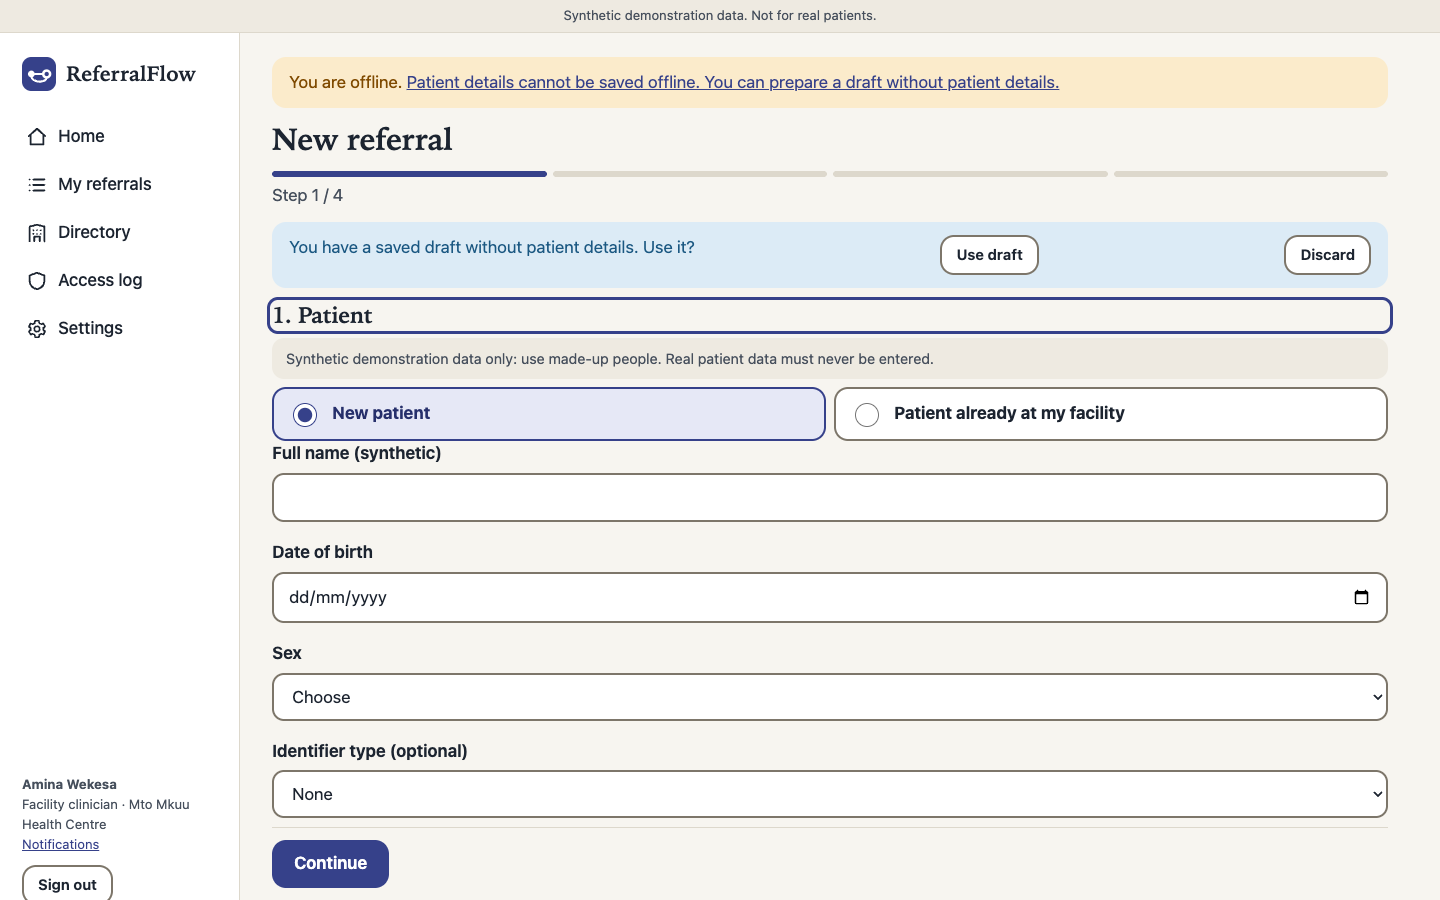 Synthetic demonstration data. Not for real patients.
ReferralFlow
Home
My referrals
Directory
Access log
Settings
Amina Wekesa
Facility clinician · Mto Mkuu
Health Centre
Notifications
Sign out
You are offline. Patient details cannot be saved offline. You can prepare a draft without patient details.
New referral
Step 1 / 4
You have a saved draft without patient details. Use it?
Use draft
Discard
1. Patient
Synthetic demonstration data only: use made-up people. Real patient data must never be entered.
New patient
Patient already at my facility
Full name (synthetic)
Date of birth
dd/mm/yyyy
Sex
Choose
Identifier type (optional)
None
Continue